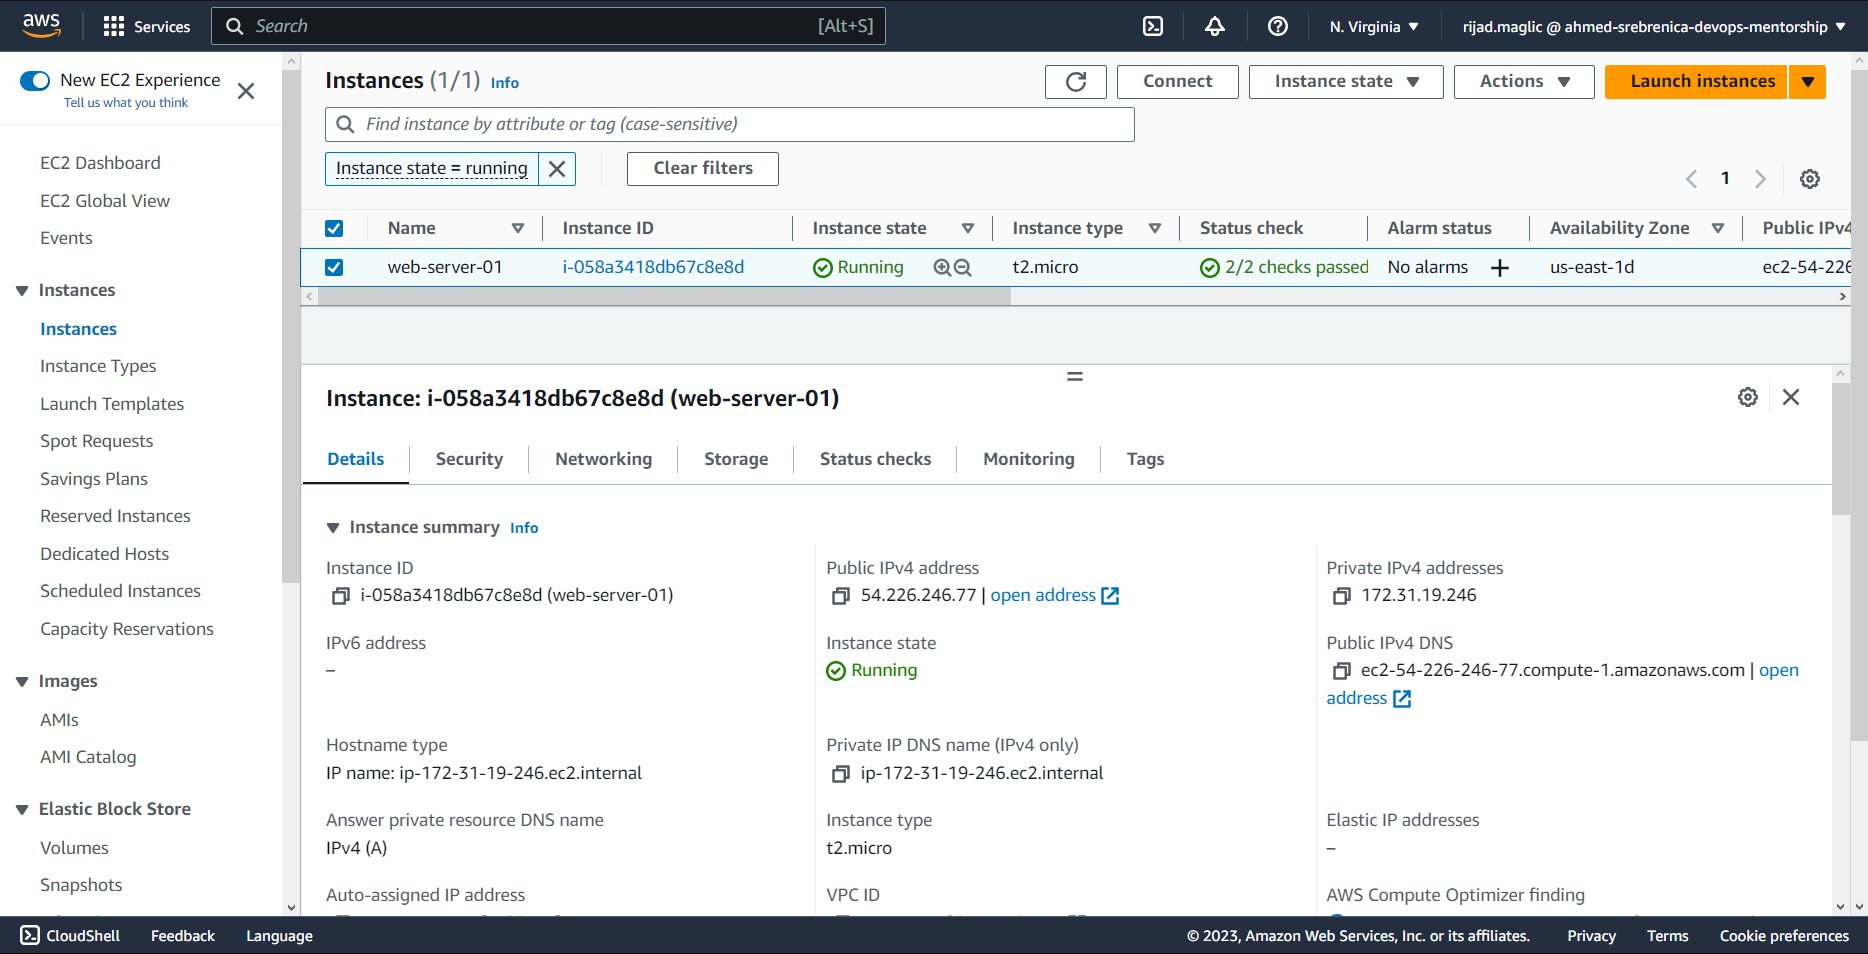 aws
Services
Search
[Alt+S]
N. Virginia
rijad.maglic @ ahmed-srebrenica-devops-mentorship
New EC2 Experience
Tell us what you think
EC2 Dashboard
EC2 Global View
Events
Instances
Instances
Instance Types
Launch Templates
Spot Requests
Savings Plans
Reserved Instances
Dedicated Hosts
Scheduled Instances
Capacity Reservations
Images
AMIs
AMI Catalog
Elastic Block Store
Volumes
Snapshots
Instances (1/1) Info
Connect
Instance state
Actions
Launch instances
Find instance by attribute or tag (case-sensitive)
Instance state = running
Clear filters
1
Name Instance ID Instance state Instance type Status check Alarm status Availability Zone Public IPv4
web-server-01 i-058a3418db67c8e8d Running t2.micro 2/2 checks passed No alarms + us-east-1d ec2-54-226
Instance: i-058a3418db67c8e8d (web-server-01)
Details Security Networking Storage Status checks Monitoring Tags
Instance summary Info
Instance ID
i-058a3418db67c8e8d (web-server-01)
Public IPv4 address
54.226.246.77 | open address
Private IPv4 addresses
172.31.19.246
IPv6 address
–
Instance state
Running
Public IPv4 DNS
ec2-54-226-246-77.compute-1.amazonaws.com | open
address
Hostname type
IP name: ip-172-31-19-246.ec2.internal
Private IP DNS name (IPv4 only)
ip-172-31-19-246.ec2.internal
Answer private resource DNS name
IPv4 (A)
Instance type
t2.micro
Elastic IP addresses
–
Auto-assigned IP address
VPC ID
AWS Compute Optimizer finding
CloudShell
Feedback
Language
© 2023, Amazon Web Services, Inc. or its affiliates.
Privacy
Terms
Cookie preferences